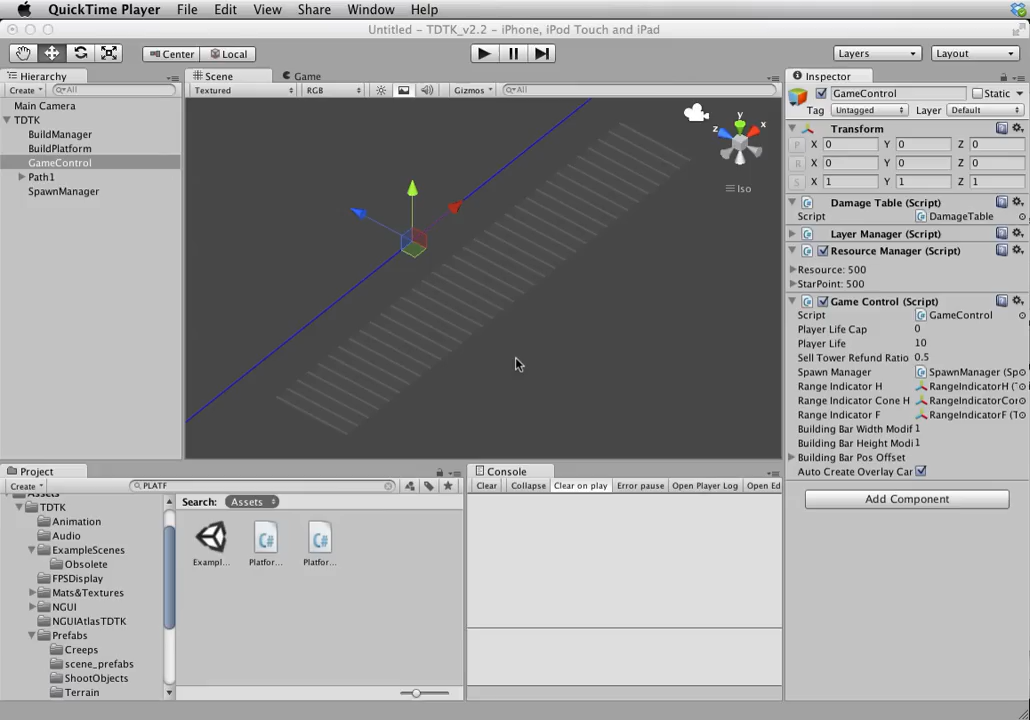 QuickTime Player File Edit View Share Window Help
Untitled - TDTK_v2.2 - iPhone, iPod Touch and iPad
Center Local Layers Layout
Hierarchy
Create All
Main Camera
TDTK
BuildManager
BuildPlatform
GameControl
Path1
SpawnManager
Scene Game
Textured RGB Gizmos All
y
z x
Iso
Inspector
GameControl Static
Tag Untagged Layer Default
Transform
P X 0 Y 0 Z 0
R X 0 Y 0 Z 0
S X 1 Y 1 Z 1
Damage Table (Script)
Script DamageTable
Layer Manager (Script)
Resource Manager (Script)
Resource: 500
StarPoint: 500
Game Control (Script)
Script GameControl
Player Life Cap 0
Player Life 10
Sell Tower Refund Ratio 0.5
Spawn Manager SpawnManager (Sp
Range Indicator H RangeIndicatorH (T
Range Indicator Cone H RangeIndicatorCor
Range Indicator F RangeIndicatorF (T
Building Bar Width Modif 1
Building Bar Height Modi 1
Building Bar Pos Offset
Auto Create Overlay Car
Add Component
Project
Create PLATF
Assets
TDTK
Animation
Audio
ExampleScenes
Obsolete
FPSDisplay
Mats&Textures
NGUI
NGUIAtlasTDTK
Prefabs
Creeps
scene_prefabs
ShootObjects
Terrain
Search: Assets
C# C#
Exampl... Platfor... Platfor...
Console
Clear Collapse Clear on play Error pause Open Player Log Open Ed